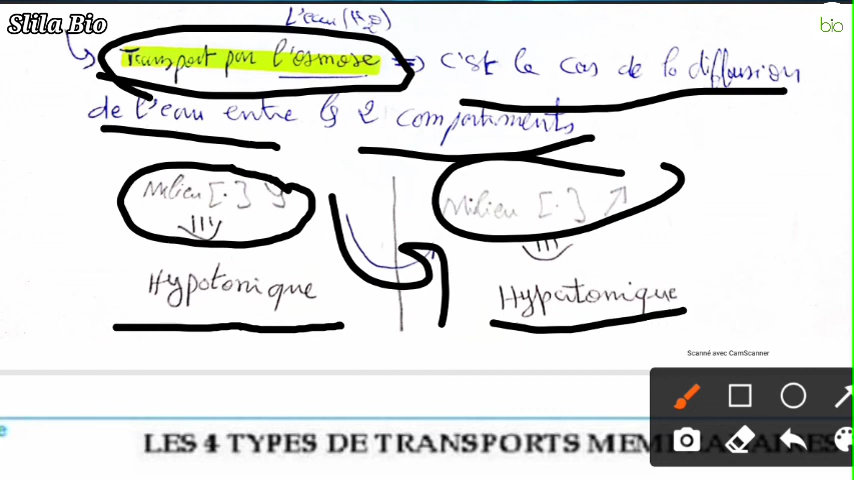 Slila Bio
L'eau (H2O)
bio
Transport par l'osmose => c'est le cas de la diffusion
de l'eau entre les 2 compartiments
Milieu [.] ↘ Milieu [.] ↗
Hypotonique Hypertonique
Scanné avec CamScanner
LES 4 TYPES DE TRANSPORTS